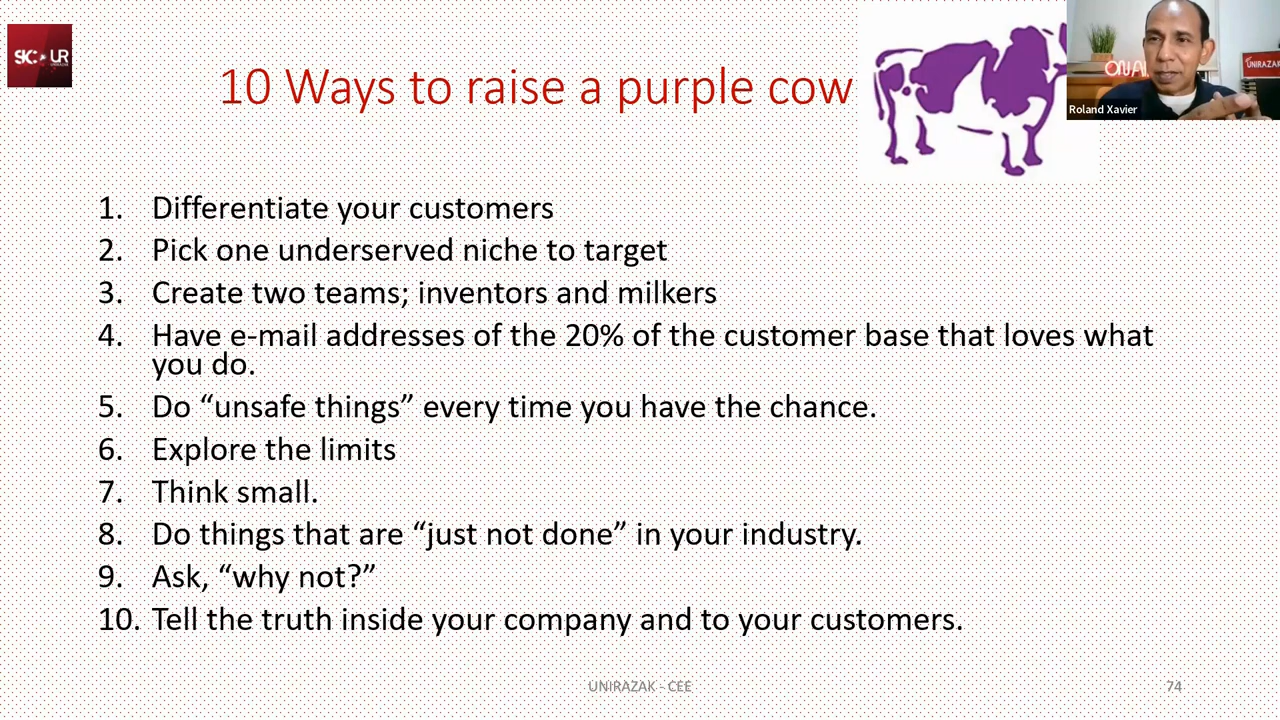 SIC UR
UNIRAZAK
10 Ways to raise a purple cow
ON AI
UNIRAZAK
Roland Xavier
1. Differentiate your customers
2. Pick one underserved niche to target
3. Create two teams; inventors and milkers
4. Have e-mail addresses of the 20% of the customer base that loves what
you do.
5. Do “unsafe things” every time you have the chance.
6. Explore the limits
7. Think small.
8. Do things that are “just not done” in your industry.
9. Ask, “why not?”
10. Tell the truth inside your company and to your customers.
UNIRAZAK - CEE
74